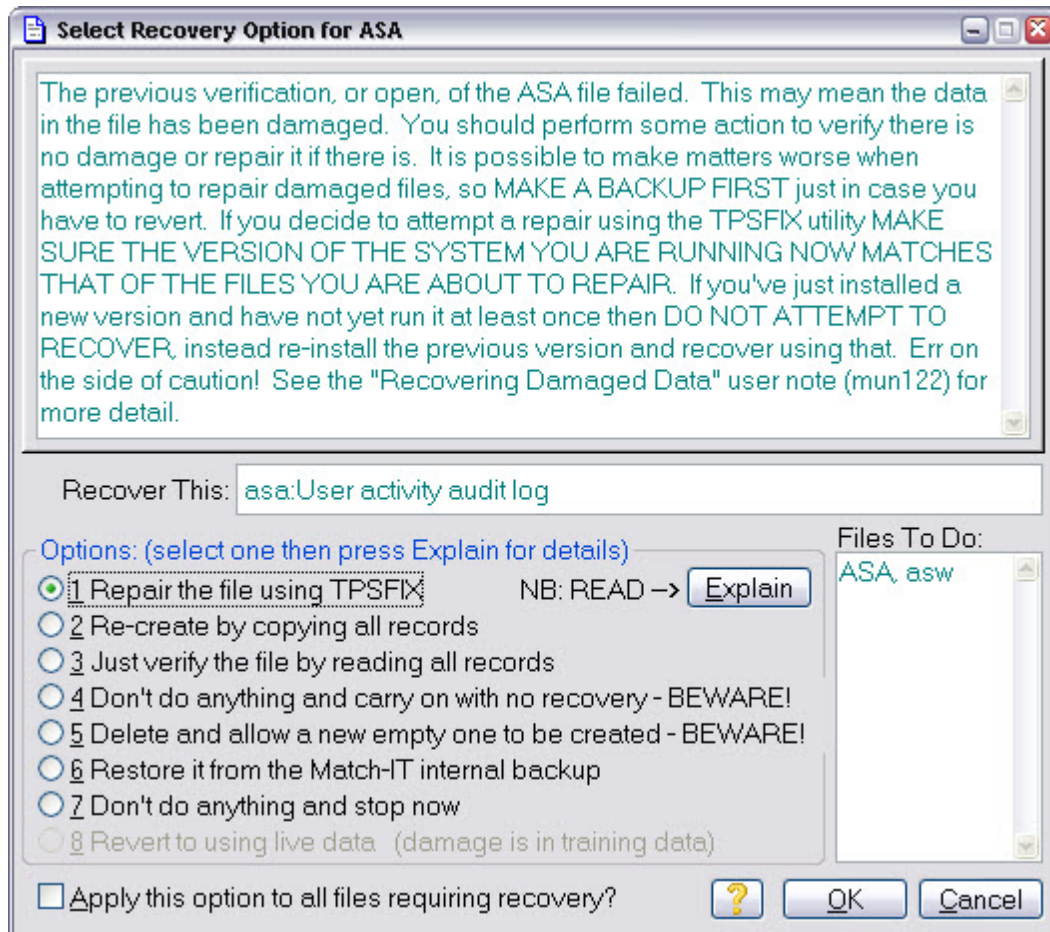 Select Recovery Option for ASA
The previous verification, or open, of the ASA file failed.  This may mean the data
in the file has been damaged.  You should perform some action to verify there is
no damage or repair it if there is.  It is possible to make matters worse when
attempting to repair damaged files, so MAKE A BACKUP FIRST just in case you
have to revert.  If you decide to attempt a repair using the TPSFIX utility MAKE
SURE THE VERSION OF THE SYSTEM YOU ARE RUNNING NOW MATCHES
THAT OF THE FILES YOU ARE ABOUT TO REPAIR.  If you've just installed a
new version and have not yet run it at least once then DO NOT ATTEMPT TO
RECOVER, instead re-install the previous version and recover using that.  Err on
the side of caution!  See the "Recovering Damaged Data" user note (mun122) for
more detail.
Recover This: asa:User activity audit log
Options: (select one then press Explain for details)
1 Repair the file using TPSFIX NB: READ --> Explain
2 Re-create by copying all records
3 Just verify the file by reading all records
4 Don't do anything and carry on with no recovery - BEWARE!
5 Delete and allow a new empty one to be created - BEWARE!
6 Restore it from the Match-IT internal backup
7 Don't do anything and stop now
8 Revert to using live data  (damage is in training data)
Files To Do:
ASA, asw
Apply this option to all files requiring recovery?
? OK Cancel